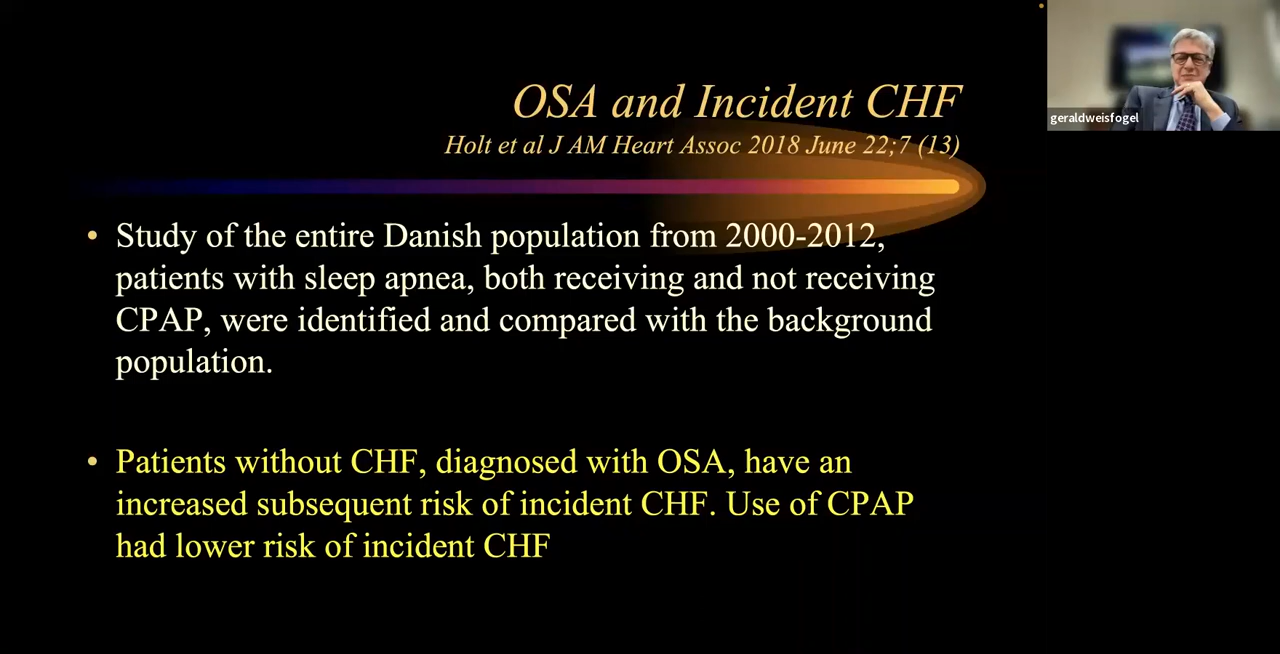 OSA and Incident CHF
Holt et al J AM Heart Assoc 2018 June 22;7 (13)
geraldweisfogel
• Study of the entire Danish population from 2000-2012,
patients with sleep apnea, both receiving and not receiving
CPAP, were identified and compared with the background
population.
• Patients without CHF, diagnosed with OSA, have an
increased subsequent risk of incident CHF. Use of CPAP
had lower risk of incident CHF